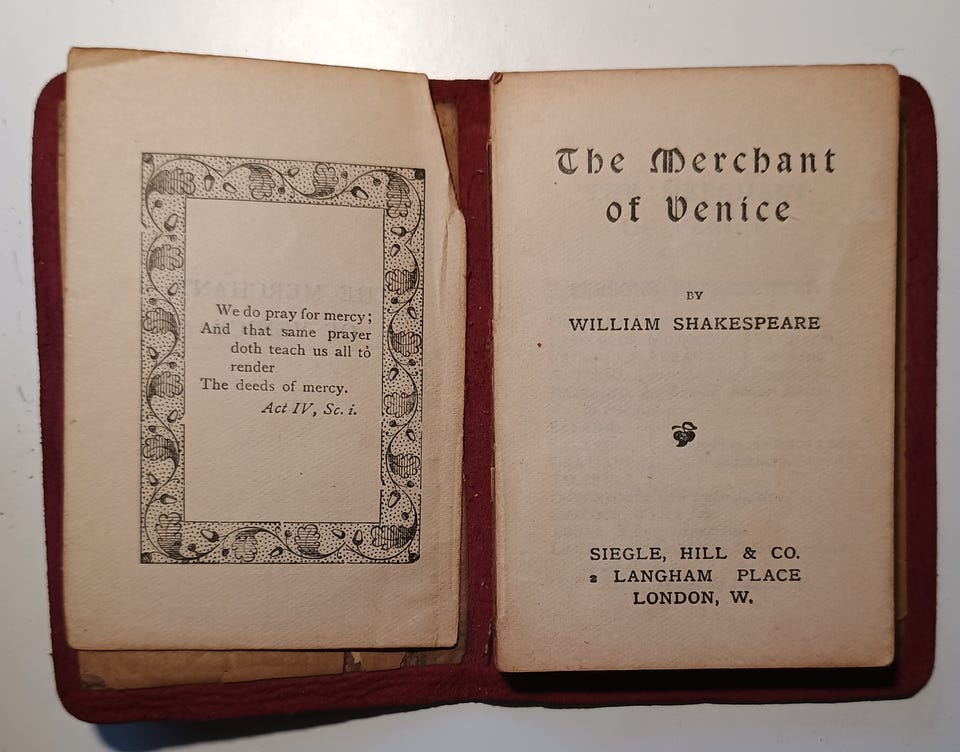 We do pray for mercy;
And that same prayer
doth teach us all to
render
The deeds of mercy.
Act IV, Sc. i.
The Merchant
of Venice
BY
WILLIAM SHAKESPEARE
SIEGLE, HILL & CO.
2 LANGHAM PLACE
LONDON, W.